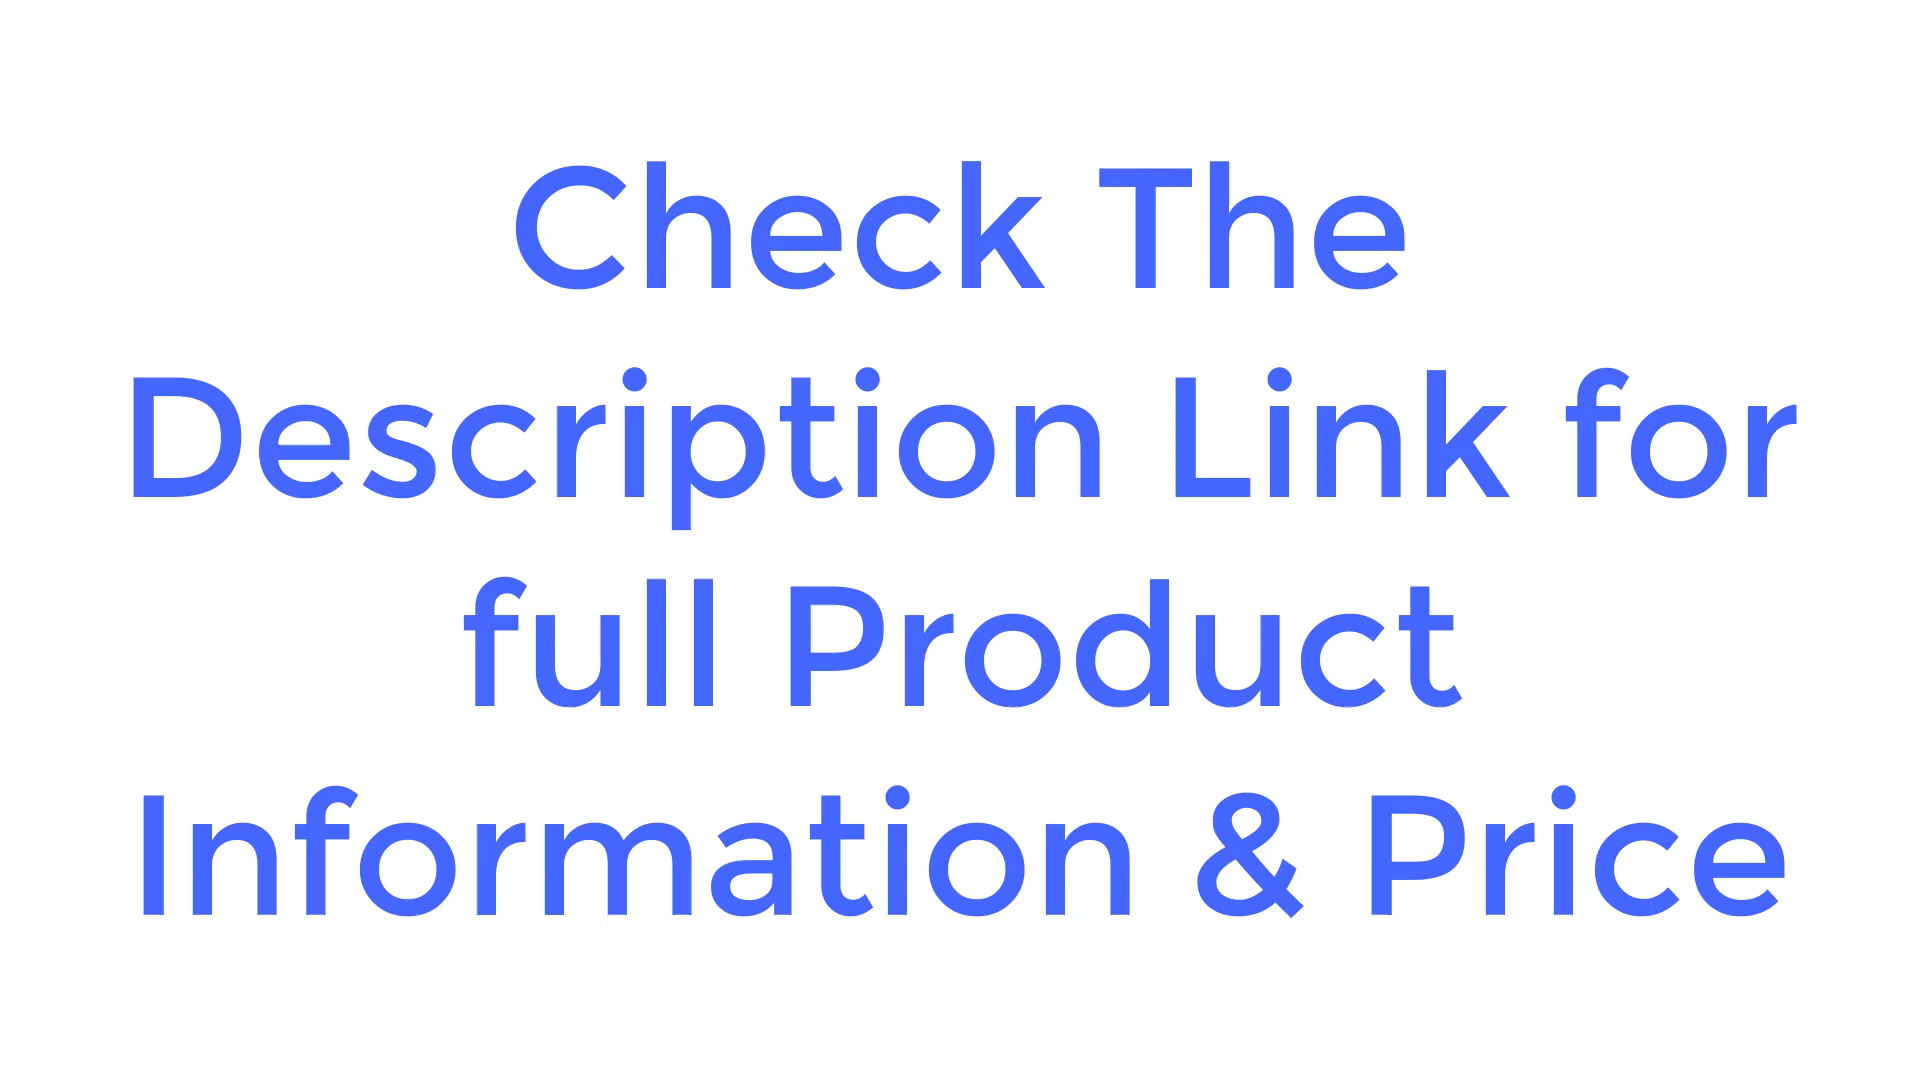 Check The
Description Link for
full Product
Information & Price